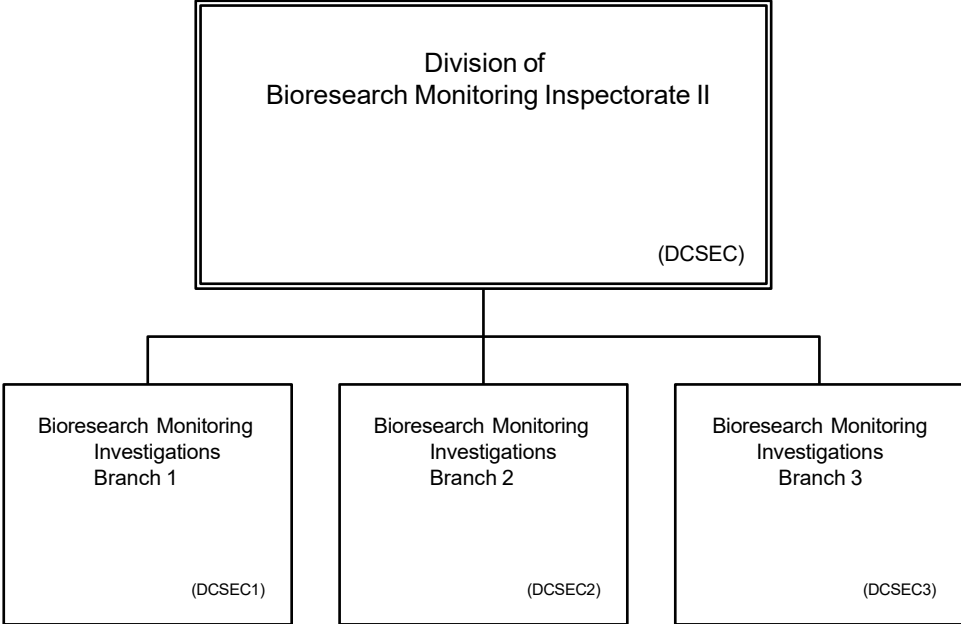 Division of
Bioresearch Monitoring Inspectorate II
(DCSEC)
Bioresearch Monitoring
Investigations
Branch 1
(DCSEC1)
Bioresearch Monitoring
Investigations
Branch 2
(DCSEC2)
Bioresearch Monitoring
Investigations
Branch 3
(DCSEC3)